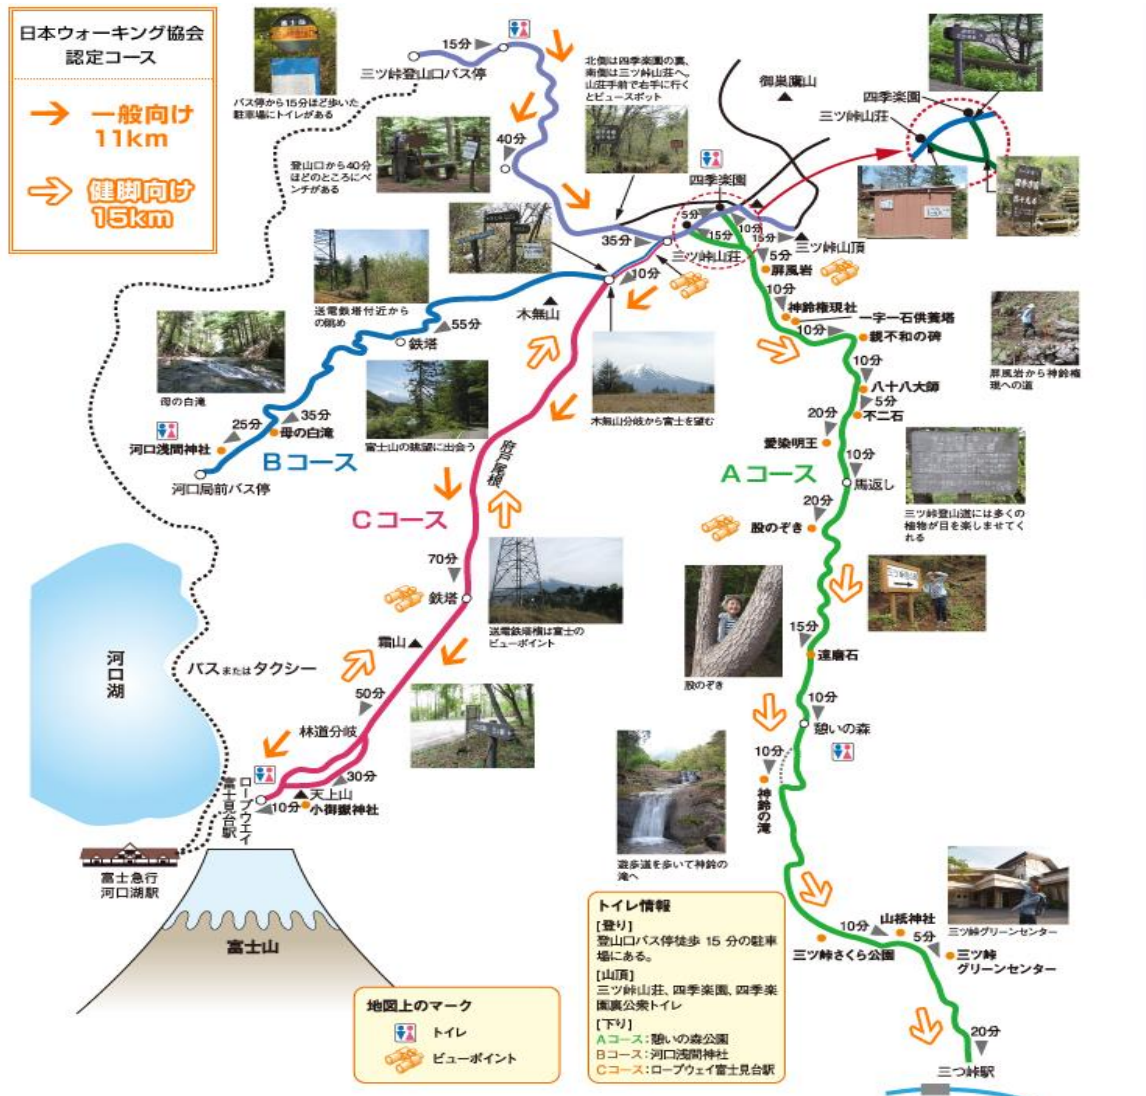 日本ウォーキング協会
認定コース
一般向け
11km
健脚向け
15km
バス停から15分ほど歩いた
駐車場にトイレがある
15分
三ツ峠登山口バス停
登山口から40分
ほどのところにベ
ンチがある
40分
北側は四季楽園の裏、
南側は三ツ峠山荘へ。
山荘手前で右手に行く
とビュースポット
御巣鷹山
四季楽園
三ツ峠山荘
四季楽園
5分
10分
15分
15分
三ツ峠山頂
三ツ峠山荘
35分
10分
5分
屏風岩
10分
神鈴権現社
一字一石供養塔
10分
親不和の碑
屏風岩から神鈴権
現への道
10分
八十八大師
5分
不二石
20分
愛染明王
Aコース
10分
馬返し
三ツ峠登山道には多くの
植物が目を楽しませてく
れる
20分
股のぞき
股のぞき
15分
達磨石
10分
憩いの森
10分
神鈴の滝
遊歩道を歩いて神鈴の
滝へ
10分
山祗神社
三ツ峠さくら公園
5分
三ツ峠
グリーンセンター
三ツ峠グリーンセンター
20分
三つ峠駅
送電鉄塔付近から
の眺め
木無山
55分
鉄塔
母の白滝
35分
母の白滝
25分
河口浅間神社
河口局前バス停
Bコース
富士山の眺望に出会う
木無山分岐から富士を望む
府戸尾根
Cコース
70分
鉄塔
送電鉄塔横は富士の
ビューポイント
霜山
50分
林道分岐
30分
天上山
小御嶽神社
10分
ロープウェイ
富士見台駅
バスまたはタクシー
河口湖
富士急行
河口湖駅
富士山
地図上のマーク
トイレ
ビューポイント
トイレ情報
[登り]
登山口バス停徒歩 15 分の駐車
場にある。
[山頂]
三ツ峠山荘、四季楽園、四季楽
園裏公衆トイレ
[下り]
Aコース：憩いの森公園
Bコース：河口浅間神社
Cコース：ロープウェイ富士見台駅